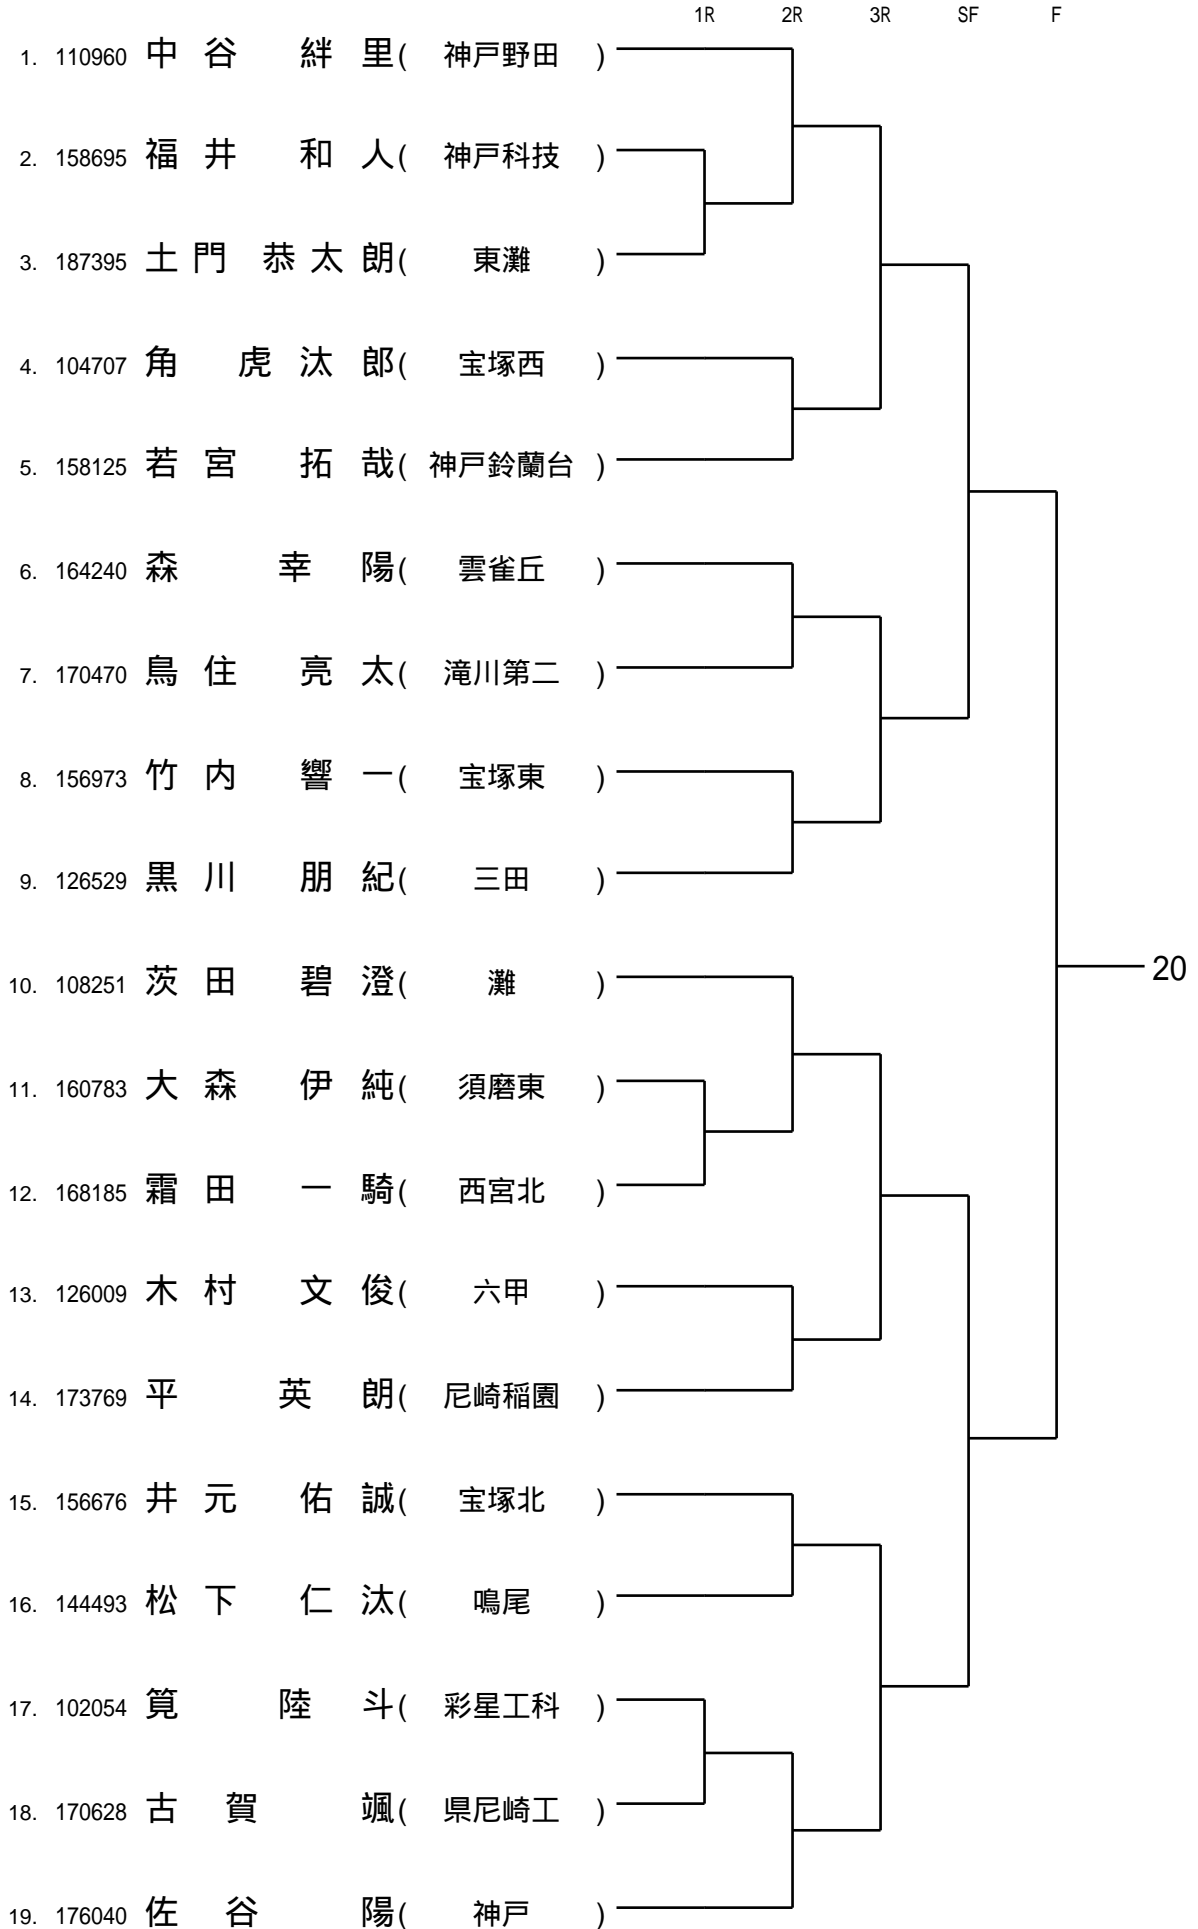 1R 2R 3R SF F
1. 110960 中谷 絆里( 神戸野田 )
2. 158695 福井 和人( 神戸科技 )
3. 187395 土門 恭太朗( 東灘 )
4. 104707 角 虎汰郎( 宝塚西 )
5. 158125 若宮 拓哉( 神戸鈴蘭台 )
6. 164240 森 幸陽( 雲雀丘 )
7. 170470 鳥住 亮太( 滝川第二 )
8. 156973 竹内 響一( 宝塚東 )
9. 126529 黒川 朋紀( 三田 )
20
10. 108251 茨田 碧澄( 灘 )
11. 160783 大森 伊純( 須磨東 )
12. 168185 霜田 一騎( 西宮北 )
13. 126009 木村 文俊( 六甲 )
14. 173769 平 英朗( 尼崎稲園 )
15. 156676 井元 佑誠( 宝塚北 )
16. 144493 松下 仁汰( 鳴尾 )
17. 102054 筧 陸斗( 彩星工科 )
18. 170628 古賀 颯( 県尼崎工 )
19. 176040 佐谷 陽( 神戸 )